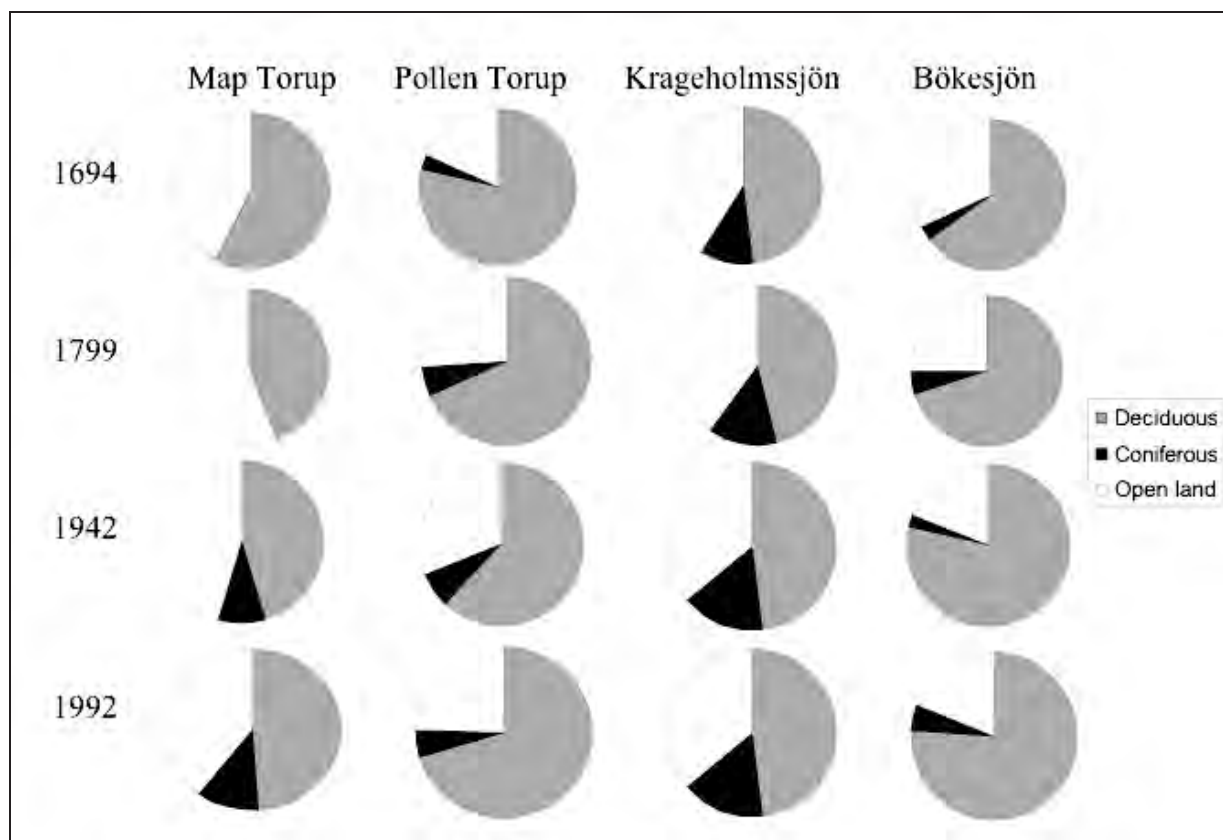 Map Torup Pollen Torup Krageholmssjön Bökesjön
1694
1799
1942
1992
Deciduous
Coniferous
Open land